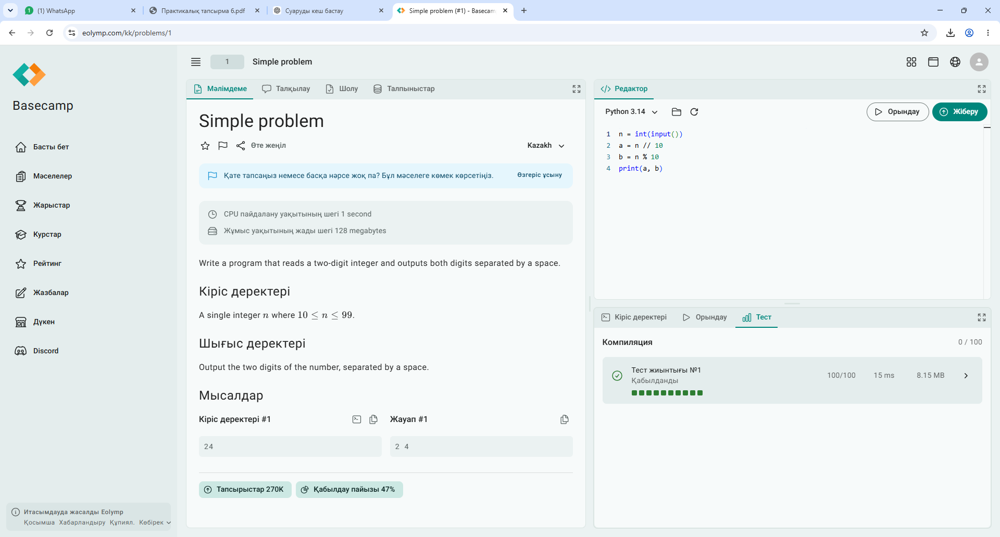 (1) WhatsApp
Практикалық тапсырма 6.pdf
Суаруды кеш бастау
Simple problem (#1) - Basecam
eolymp.com/kk/problems/1
Basecamp
Басты бет
Мәселелер
Жарыстар
Курстар
Рейтинг
Жазбалар
Дүкен
Discord
Итасымдауда жасалды Eolymp
Қосымша Хабарландыру Құпиял. Көбірек
1
Simple problem
Мәлімдеме
Талқылау
Шолу
Талпыныстар
Simple problem
Өте жеңіл
Kazakh
Қате тапсаңыз немесе басқа нәрсе жоқ па? Бұл мәселеге көмек көрсетіңіз.
Өзгеріс ұсыну
CPU пайдалану уақытының шегі 1 second
Жұмыс уақытының жады шегі 128 megabytes
Write a program that reads a two-digit integer and outputs both digits separated by a space.
Кіріс деректері
A single integer n where 10 ≤ n ≤ 99.
Шығыс деректері
Output the two digits of the number, separated by a space.
Мысалдар
Кіріс деректері #1
Жауап #1
24
2 4
Тапсырыстар 270K
Қабылдау пайызы 47%
Редактор
Python 3.14
Орындау
Жіберу
1 n = int(input())
2 a = n // 10
3 b = n % 10
4 print(a, b)
Кіріс деректері
Орындау
Тест
Компиляция
0 / 100
Тест жиынтығы №1
Қабылданды
100/100
15 ms
8.15 MB